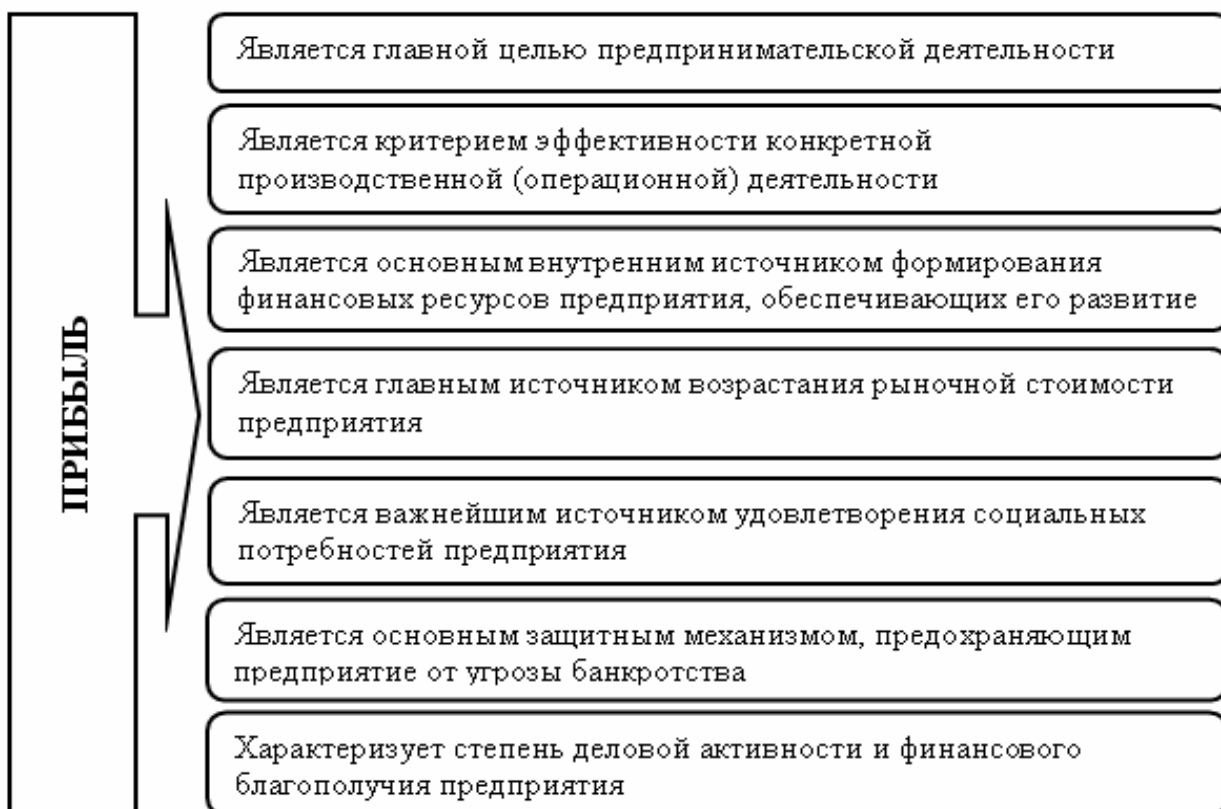 ПРИБЫЛЬ
Является главной целью предпринимательской деятельности
Является критерием эффективности конкретной
производственной (операционной) деятельности
Является основным внутренним источником формирования
финансовых ресурсов предприятия, обеспечивающих его развитие
Является главным источником возрастания рыночной стоимости
предприятия
Является важнейшим источником удовлетворения социальных
потребностей предприятия
Является основным защитным механизмом, предохраняющим
предприятие от угрозы банкротства
Характеризует степень деловой активности и финансового
благополучия предприятия